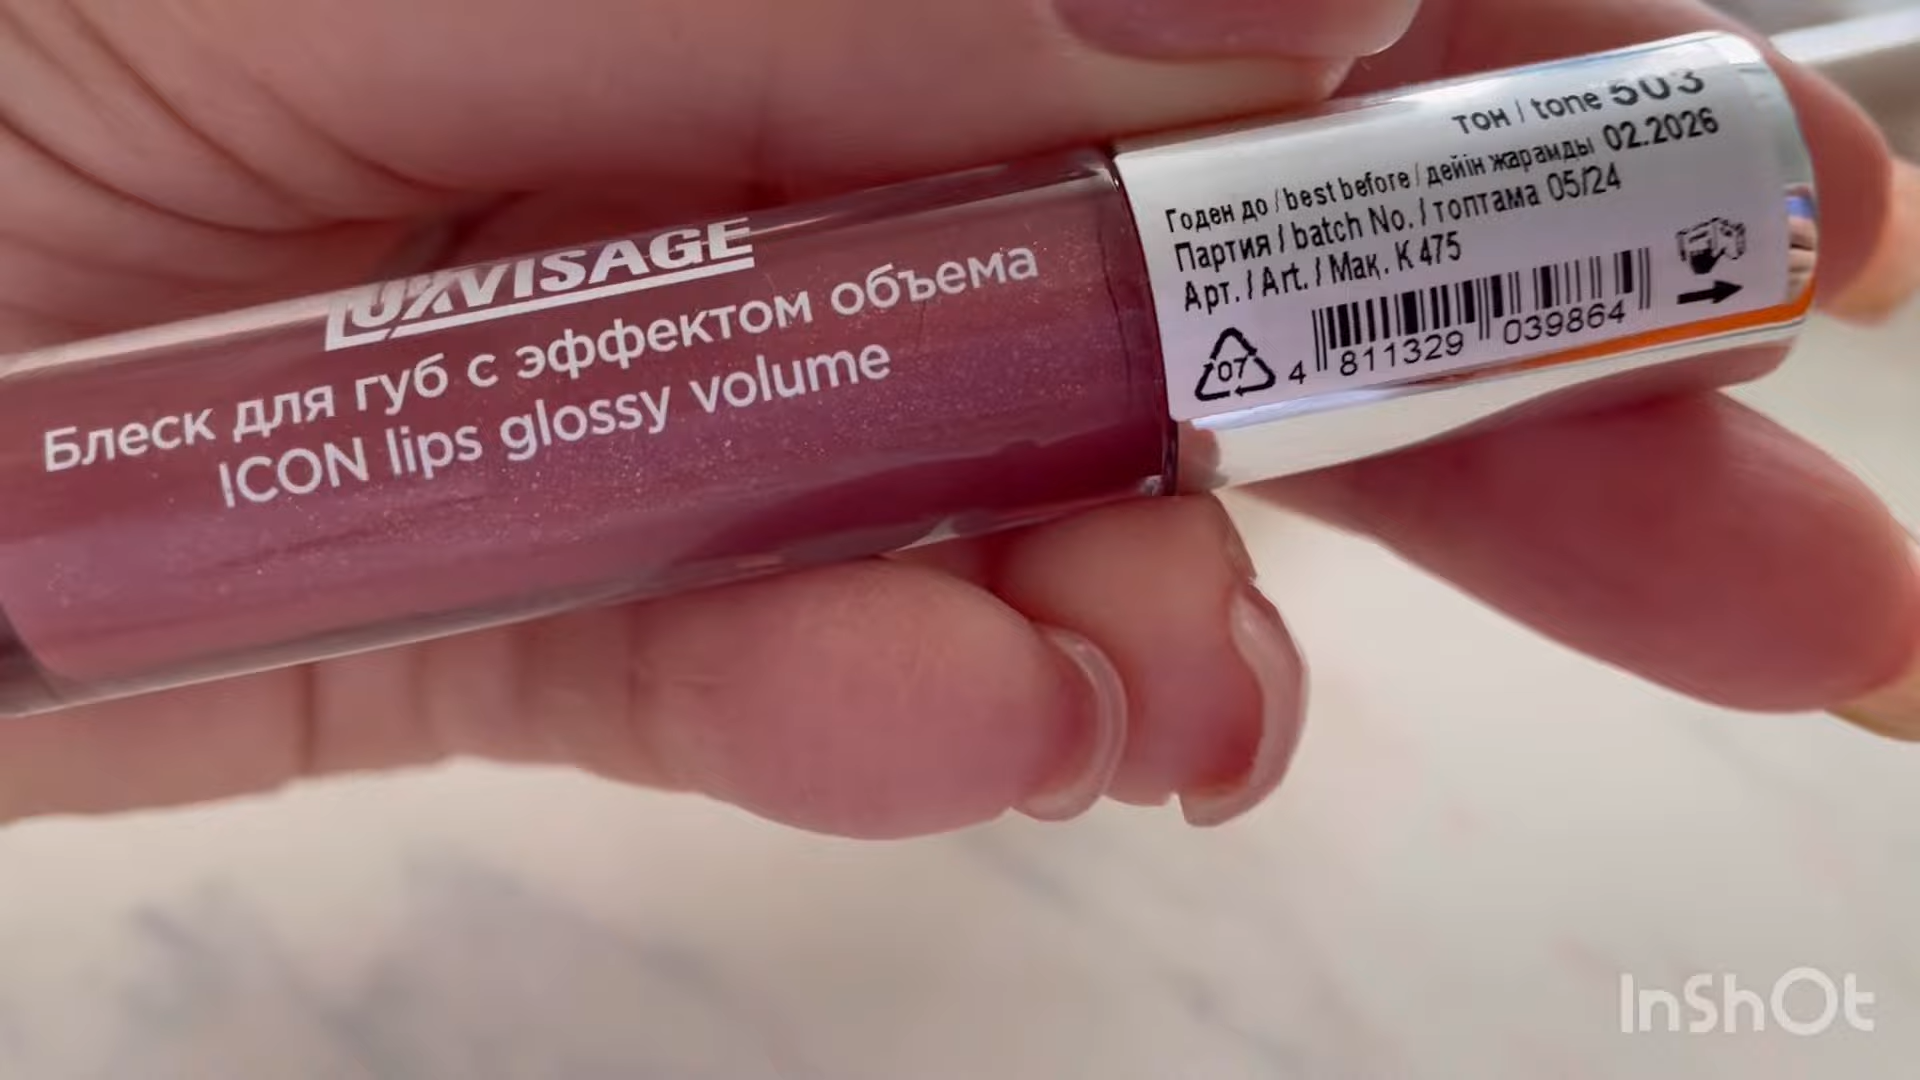 LUXVISAGE
Блеск для губ с эффектом объема
ICON lips glossy volume
тон / tone 503
Годен до / best before / дейін жарамды 02.2026
Партия / batch No. / топтама 05/24
Арт. / Art. / Мак. К 475
07
4 811329 039864
InShOt